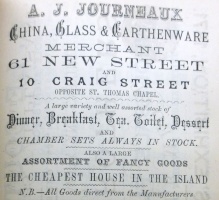 A. J. JOURNEAUX
CHINA, GLASS & EARTHENWARE
MERCHANT
61 NEW STREET
AND
10 CRAIG STREET
OPPOSITE ST. THOMAS CHAPEL.
A large variety and well assorted stock of
Dinner, Breakfast, Tea, Toilet, Dessert
AND
CHAMBER SETS ALWAYS IN STOCK.
ALSO A LARGE
ASSORTMENT OF FANCY GOODS
THE CHEAPEST HOUSE IN THE ISLAND
N.B.—All Goods direct from the Manufacturers